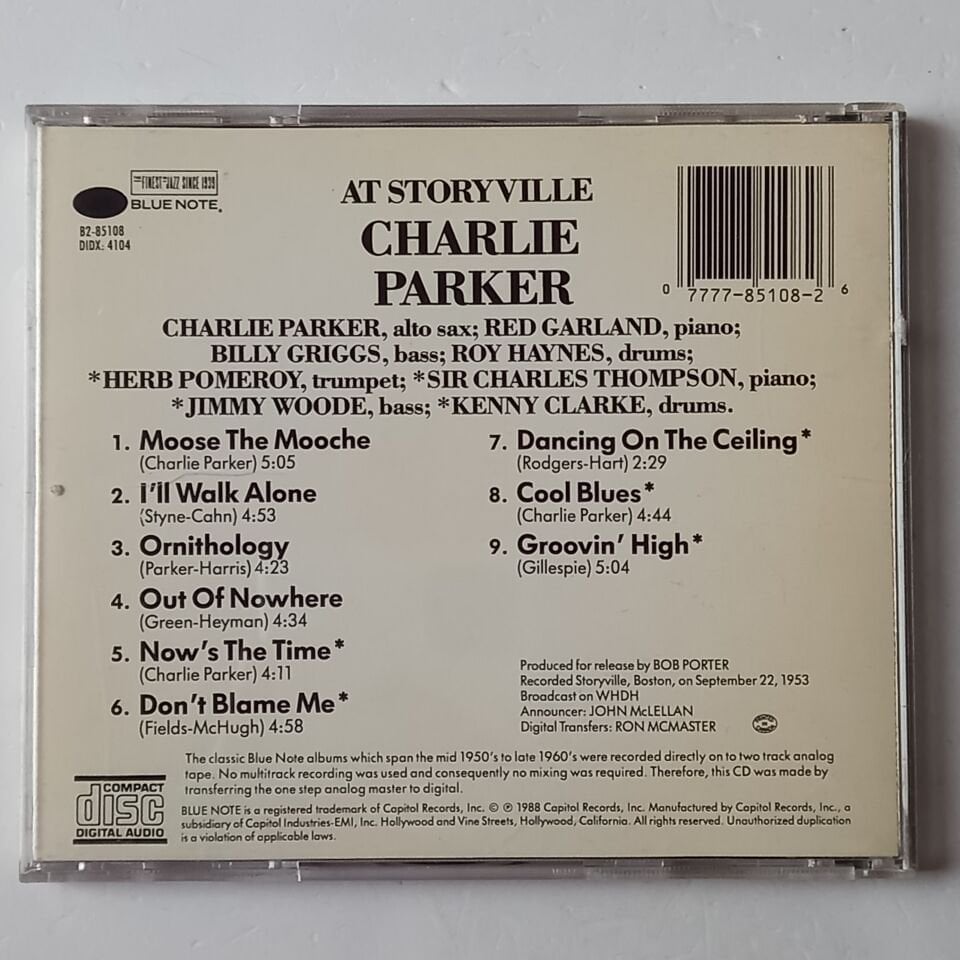 THE FINEST IN JAZZ SINCE 1939
BLUE NOTE®
B2-85108
DIDX: 4104
AT STORYVILLE
CHARLIE
PARKER
0 7777-85108-2 6
CHARLIE PARKER, alto sax; RED GARLAND, piano;
BILLY GRIGGS, bass; ROY HAYNES, drums;
*HERB POMEROY, trumpet; *SIR CHARLES THOMPSON, piano;
*JIMMY WOODE, bass; *KENNY CLARKE, drums.
1. Moose The Mooche
(Charlie Parker) 5:05
2. I'll Walk Alone
(Styne-Cahn) 4:53
3. Ornithology
(Parker-Harris) 4:23
4. Out Of Nowhere
(Green-Heyman) 4:34
5. Now's The Time*
(Charlie Parker) 4:11
6. Don't Blame Me*
(Fields-McHugh) 4:58
7. Dancing On The Ceiling*
(Rodgers-Hart) 2:29
8. Cool Blues*
(Charlie Parker) 4:44
9. Groovin' High*
(Gillespie) 5:04
Produced for release by BOB PORTER
Recorded Storyville, Boston, on September 22, 1953
Broadcast on WHDH
Announcer: JOHN McLELLAN
Digital Transfers: RON MCMASTER
The classic Blue Note albums which span the mid 1950's to late 1960's were recorded directly on to two track analog
tape. No multitrack recording was used and consequently no mixing was required. Therefore, this CD was made by
transferring the one step analog master to digital.
COMPACT
disc
DIGITAL AUDIO
BLUE NOTE is a registered trademark of Capitol Records, Inc. © ℗ 1988 Capitol Records, Inc. Manufactured by Capitol Records, Inc., a
subsidiary of Capitol Industries-EMI, Inc. Hollywood and Vine Streets, Hollywood, California. All rights reserved. Unauthorized duplication
is a violation of applicable laws.